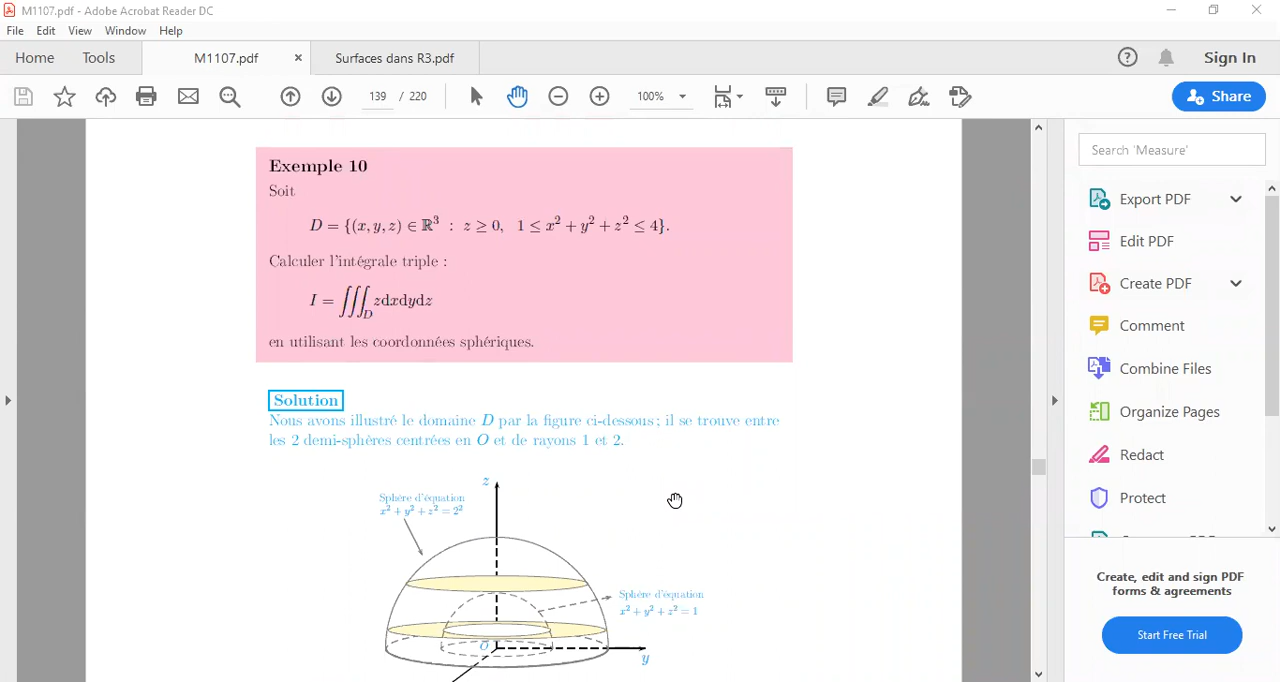 M1107.pdf - Adobe Acrobat Reader DC
File Edit View Window Help
Home Tools M1107.pdf × Surfaces dans R3.pdf Sign In
139 / 220 100% Share
Exemple 10
Soit
D = {(x, y, z) ∈ ℝ³ : z ≥ 0, 1 ≤ x² + y² + z² ≤ 4}.
Calculer l'intégrale triple :
I = ∭_D zdxdydz
en utilisant les coordonnées sphériques.
Solution
Nous avons illustré le domaine D par la figure ci-dessous ; il se trouve entre
les 2 demi-sphères centrées en O et de rayons 1 et 2.
z
Sphère d'équation
x² + y² + z² = 2²
Sphère d'équation
x² + y² + z² = 1
O
y
Search 'Measure'
Export PDF
Edit PDF
Create PDF
Comment
Combine Files
Organize Pages
Redact
Protect
Create, edit and sign PDF
forms & agreements
Start Free Trial